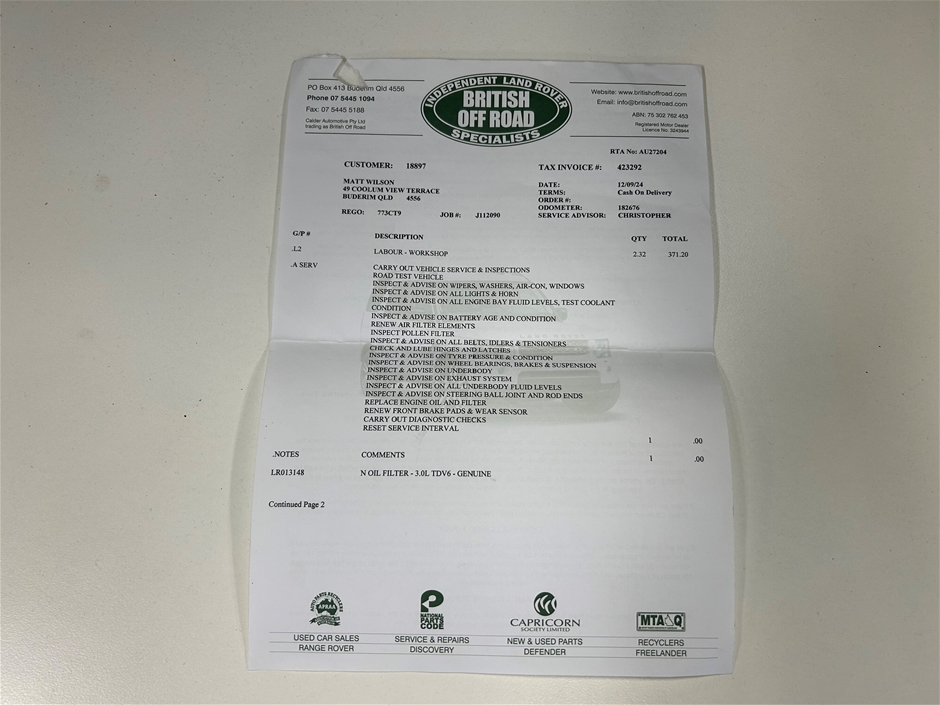 PO Box 413 Buderim Qld 4556
Phone 07 5445 1094
Fax: 07 5445 5188
Calder Automotive Pty Ltd
trading as British Off Road
INDEPENDENT LAND ROVER
BRITISH
OFF ROAD
SPECIALISTS
Website: www.britishoffroad.com
Email: info@britishoffroad.com
ABN: 75 302 762 453
Registered Motor Dealer
Licence No: 3043944
RTA No: AU27204
CUSTOMER: 18897
TAX INVOICE #: 423292
MATT WILSON
49 COOLUM VIEW TERRACE
BUDERIM QLD 4556
DATE: 12/09/24
TERMS: Cash On Delivery
ORDER #:
ODOMETER: 182676
REGO: 773CT9 JOB #: J112090 SERVICE ADVISOR: CHRISTOPHER
G/P # DESCRIPTION QTY TOTAL
.L2 LABOUR - WORKSHOP 2.32 371.20
.A SERV CARRY OUT VEHICLE SERVICE & INSPECTIONS
ROAD TEST VEHICLE
INSPECT & ADVISE ON WIPERS, WASHERS, AIR-CON, WINDOWS
INSPECT & ADVISE ON ALL LIGHTS & HORN
INSPECT & ADVISE ON ALL ENGINE BAY FLUID LEVELS, TEST COOLANT
CONDITION
INSPECT & ADVISE ON BATTERY AGE AND CONDITION
RENEW AIR FILTER ELEMENTS
INSPECT POLLEN FILTER
INSPECT & ADVISE ON ALL BELTS, IDLERS & TENSIONERS
CHECK AND LUBE HINGES AND LATCHES
INSPECT & ADVISE ON TYRE PRESSURE & CONDITION
INSPECT & ADVISE ON WHEEL BEARINGS, BRAKES & SUSPENSION
INSPECT & ADVISE ON UNDERBODY
INSPECT & ADVISE ON EXHAUST SYSTEM
INSPECT & ADVISE ON ALL UNDERBODY FLUID LEVELS
INSPECT & ADVISE ON STEERING BALL JOINT AND ROD ENDS
REPLACE ENGINE OIL AND FILTER
RENEW FRONT BRAKE PADS & WEAR SENSOR
CARRY OUT DIAGNOSTIC CHECKS
RESET SERVICE INTERVAL
1 .00
.NOTES COMMENTS 1 .00
LR013148 N OIL FILTER - 3.0L TDV6 - GENUINE
Continued Page 2
AUTO PARTS RECYCLERS
APRAA
NATIONAL
PARTS
CODE
CAPRICORN
SOCIETY LIMITED
MTA Q
USED CAR SALES SERVICE & REPAIRS NEW & USED PARTS RECYCLERS
RANGE ROVER DISCOVERY DEFENDER FREELANDER